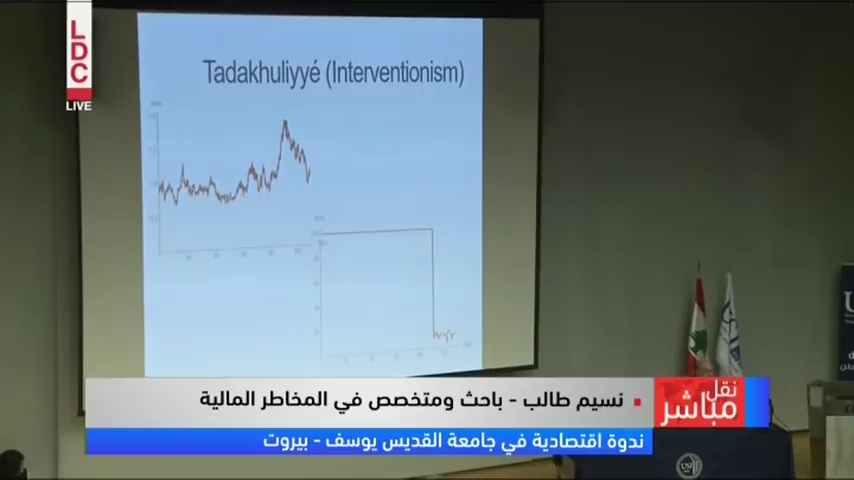 LDC
LIVE
Tadakhuliyyé (Interventionism)
نسيم طالب - باحث ومتخصص في المخاطر المالية
نقل مباشر
ندوة اقتصادية في جامعة القديس يوسف - بيروت